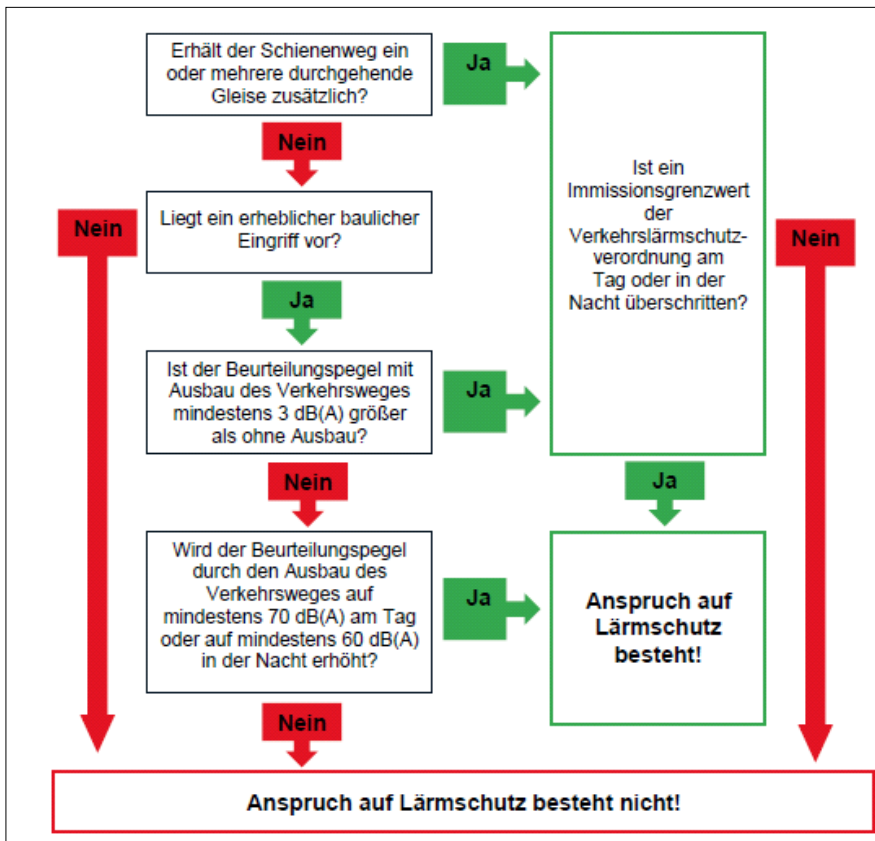 Erhält der Schienenweg ein
oder mehrere durchgehende
Gleise zusätzlich?
Ja
Nein
Ist ein
Immissionsgrenzwert
der
Verkehrslärmschutz-
verordnung am
Tag oder in der
Nacht überschritten?
Nein
Liegt ein erheblicher baulicher
Eingriff vor?
Nein
Ja
Ist der Beurteilungspegel mit
Ausbau des Verkehrsweges
mindestens 3 dB(A) größer
als ohne Ausbau?
Ja
Nein
Ja
Wird der Beurteilungspegel
durch den Ausbau des
Verkehrsweges auf
mindestens 70 dB(A) am Tag
oder auf mindestens 60 dB(A)
in der Nacht erhöht?
Ja
Anspruch auf
Lärmschutz
besteht!
Nein
Anspruch auf Lärmschutz besteht nicht!